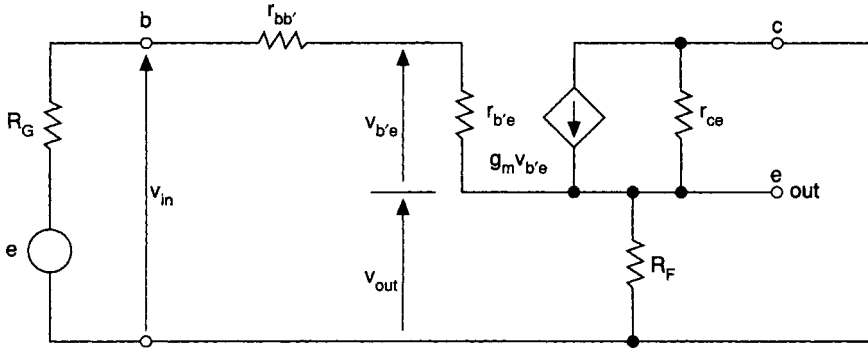 b
r_bb'
c
R_G
v_b'e
r_b'e
r_ce
g_m v_b'e
v_in
e
out
e
v_out
R_F